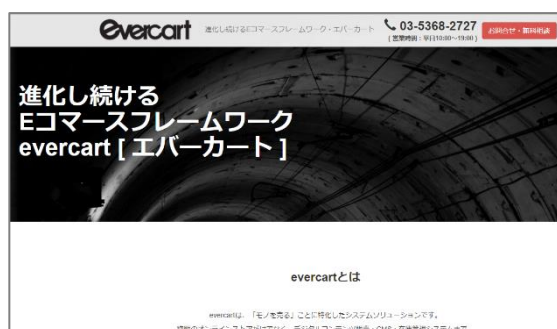 evercart 進化し続けるEコマースフレームワーク・エバーカート 03-5368-2727 お問合せ・無料相談
[ 営業時間：平日10:00～19:00 ]
進化し続ける
Eコマースフレームワーク
evercart [ エバーカート ]
evercartとは
evercartは、「モノを売る」ことに特化したシステムソリューションです。